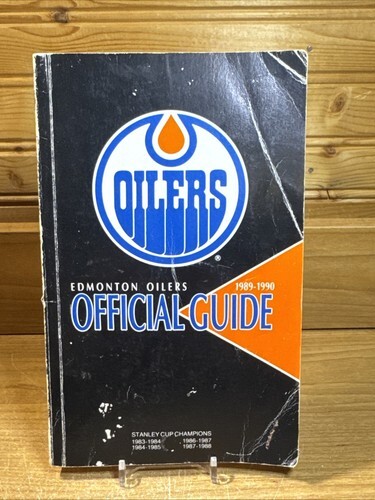 OILERS
®
EDMONTON OILERS 1989-1990
OFFICIAL GUIDE
STANLEY CUP CHAMPIONS
1983-1984 1986-1987
1984-1985 1987-1988